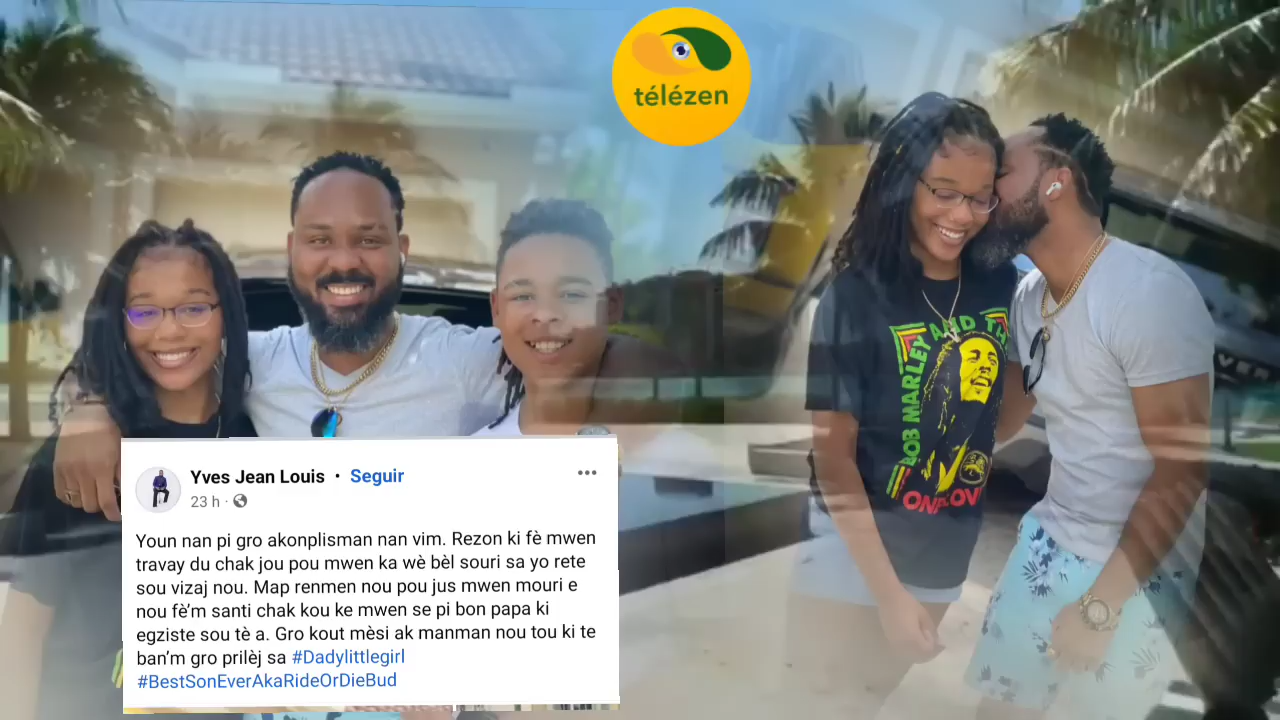 télézen
BOB MARLEY AND TH
ONE LOV
VER
Yves Jean Louis • Seguir
23 h ·
Youn nan pi gro akonplisman nan vim. Rezon ki fè mwen
travay du chak jou pou mwen ka wè bèl souri sa yo rete
sou vizaj nou. Map renmen nou pou jus mwen mouri e
nou fè'm santi chak kou ke mwen se pi bon papa ki
egziste sou tè a. Gro kout mèsi ak manman nou tou ki te
ban'm gro prilèj sa #Dadylittlegirl
#BestSonEverAkaRideOrDieBud